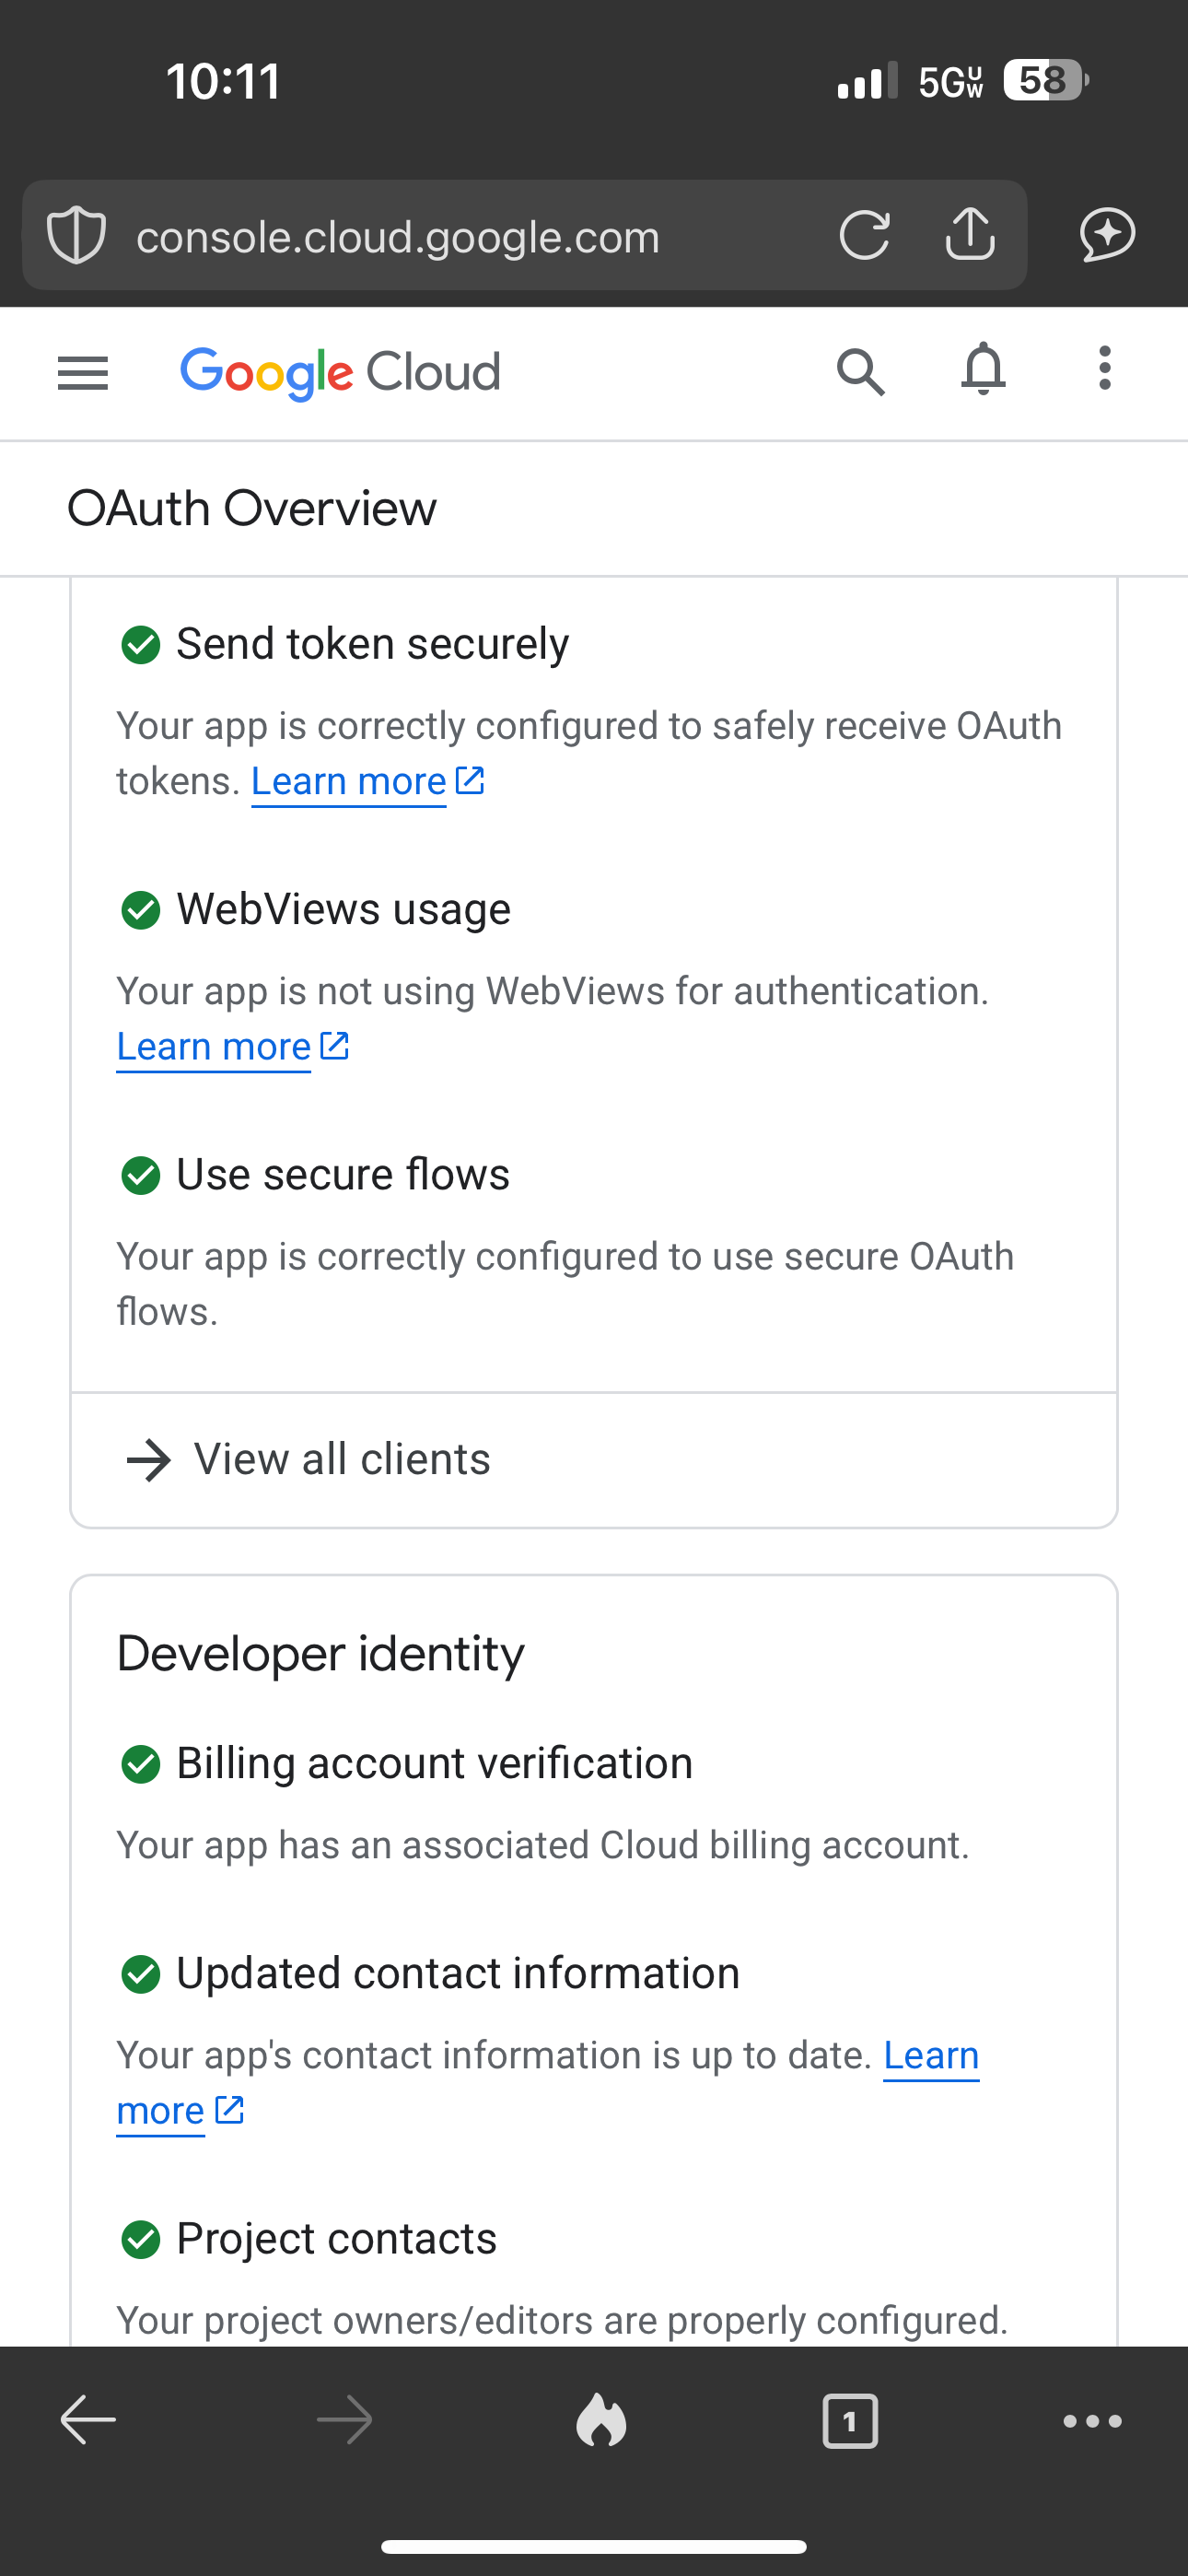 10:11
5G UW 58
console.cloud.google.com
Google Cloud
OAuth Overview
Send token securely
Your app is correctly configured to safely receive OAuth
tokens. Learn more
WebViews usage
Your app is not using WebViews for authentication.
Learn more
Use secure flows
Your app is correctly configured to use secure OAuth
flows.
View all clients
Developer identity
Billing account verification
Your app has an associated Cloud billing account.
Updated contact information
Your app's contact information is up to date. Learn
more
Project contacts
Your project owners/editors are properly configured.
1